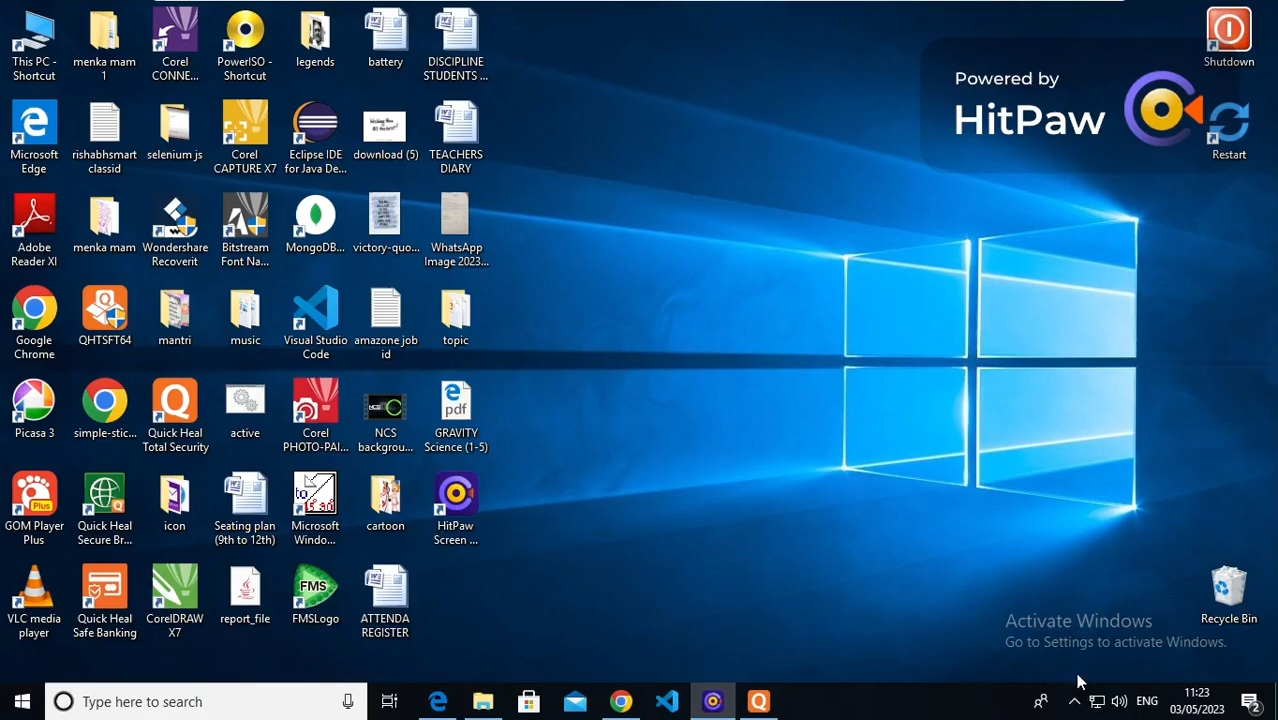 This PC -
Shortcut
menka mam
1
Corel
CONNE...
PowerISO -
Shortcut
legends
battery
DISCIPLINE
STUDENTS ...
Shutdown
Powered by
HitPaw
Microsoft
Edge
rishabhsmart
classid
selenium js
Corel
CAPTURE X7
Eclipse IDE
for Java De...
download (5)
TEACHERS
DIARY
Restart
Adobe
Reader XI
menka mam
Wondershare
Recoverit
Bitstream
Font Na...
MongoDB...
victory-quo...
WhatsApp
Image 2023...
Google
Chrome
QHTSFT64
mantri
music
Visual Studio
Code
amazone job
id
topic
Picasa 3
simple-stic...
Quick Heal
Total Security
active
Corel
PHOTO-PAI...
NCS
backgrou...
pdf
GRAVITY
Science (1-5)
Plus
GOM Player
Plus
Quick Heal
Secure Br...
icon
Seating plan
(9th to 12th)
Microsoft
Windo...
cartoon
HitPaw
Screen ...
VLC media
player
Quick Heal
Safe Banking
CorelDRAW
X7
report_file
FMS
FMSLogo
ATTENDA
REGISTER
Recycle Bin
Activate Windows
Go to Settings to activate Windows.
Type here to search
ENG
11:23
03/05/2023
2